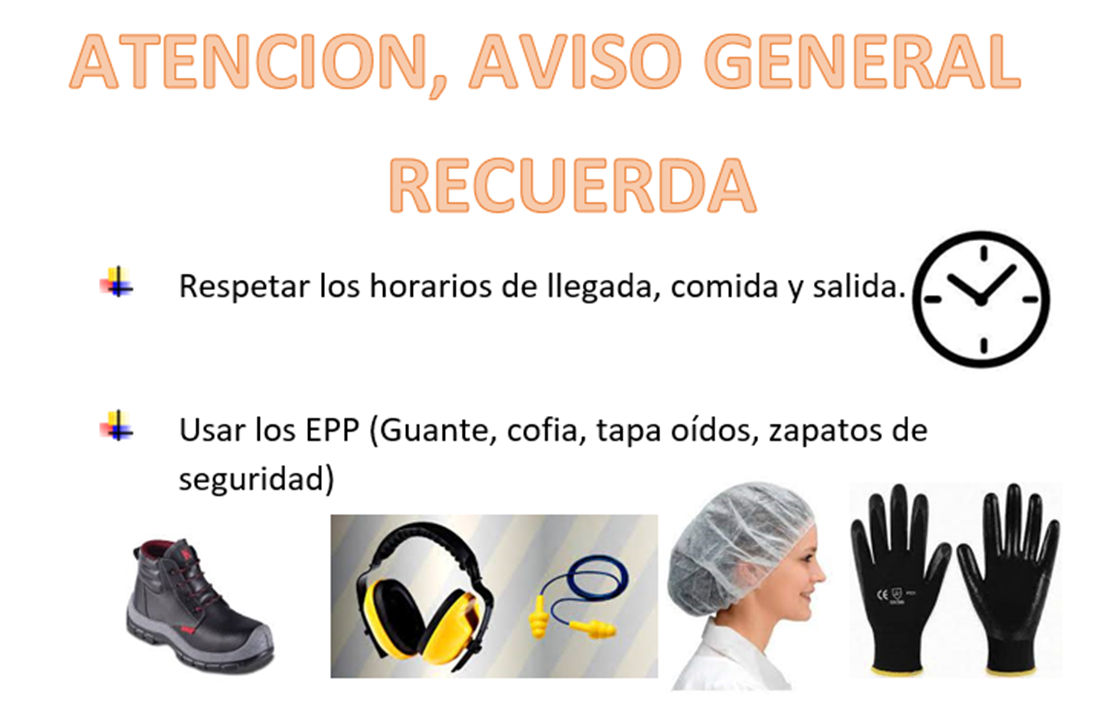 ATENCION, AVISO GENERAL
RECUERDA
Respetar los horarios de llegada, comida y salida.
Usar los EPP (Guante, cofia, tapa oídos, zapatos de
seguridad)
CE